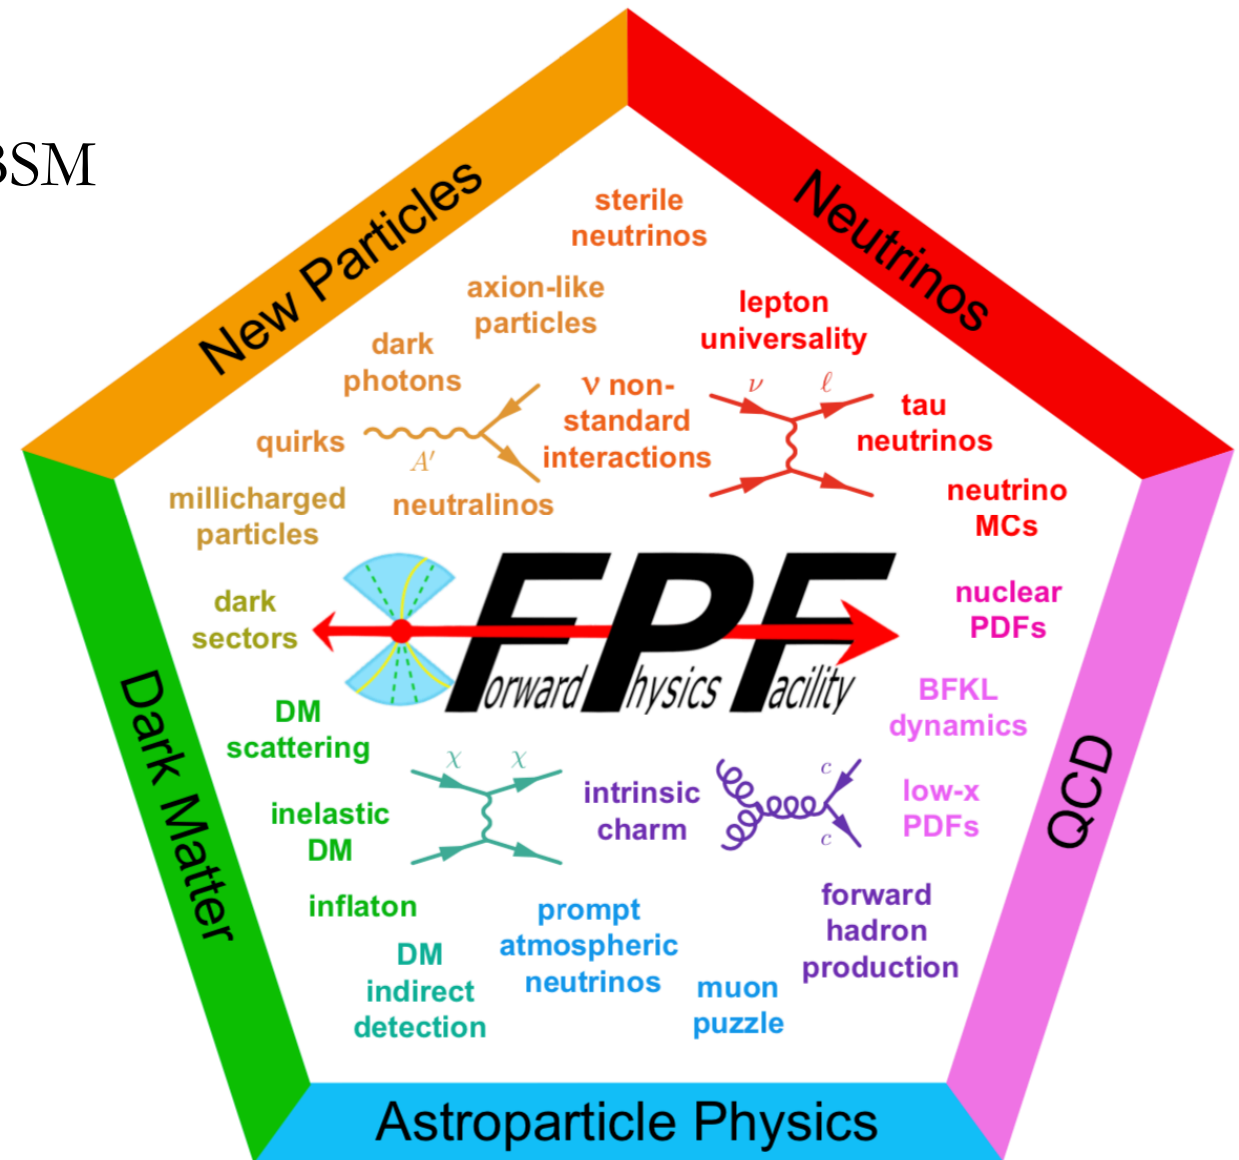 BSM
New Particles
Neutrinos
sterile
neutrinos
axion-like
particles
lepton
universality
dark
photons
ν non-
standard
interactions
ν
ℓ
tau
neutrinos
quirks
A′
neutralinos
millicharged
particles
neutrino
MCs
dark
sectors
Forward Physics Facility
nuclear
PDFs
BFKL
dynamics
Dark Matter
QCD
DM
scattering
χ χ
inelastic
DM
intrinsic
charm
c
c
low-x
PDFs
inflaton
DM
indirect
detection
prompt
atmospheric
neutrinos
muon
puzzle
forward
hadron
production
Astroparticle Physics